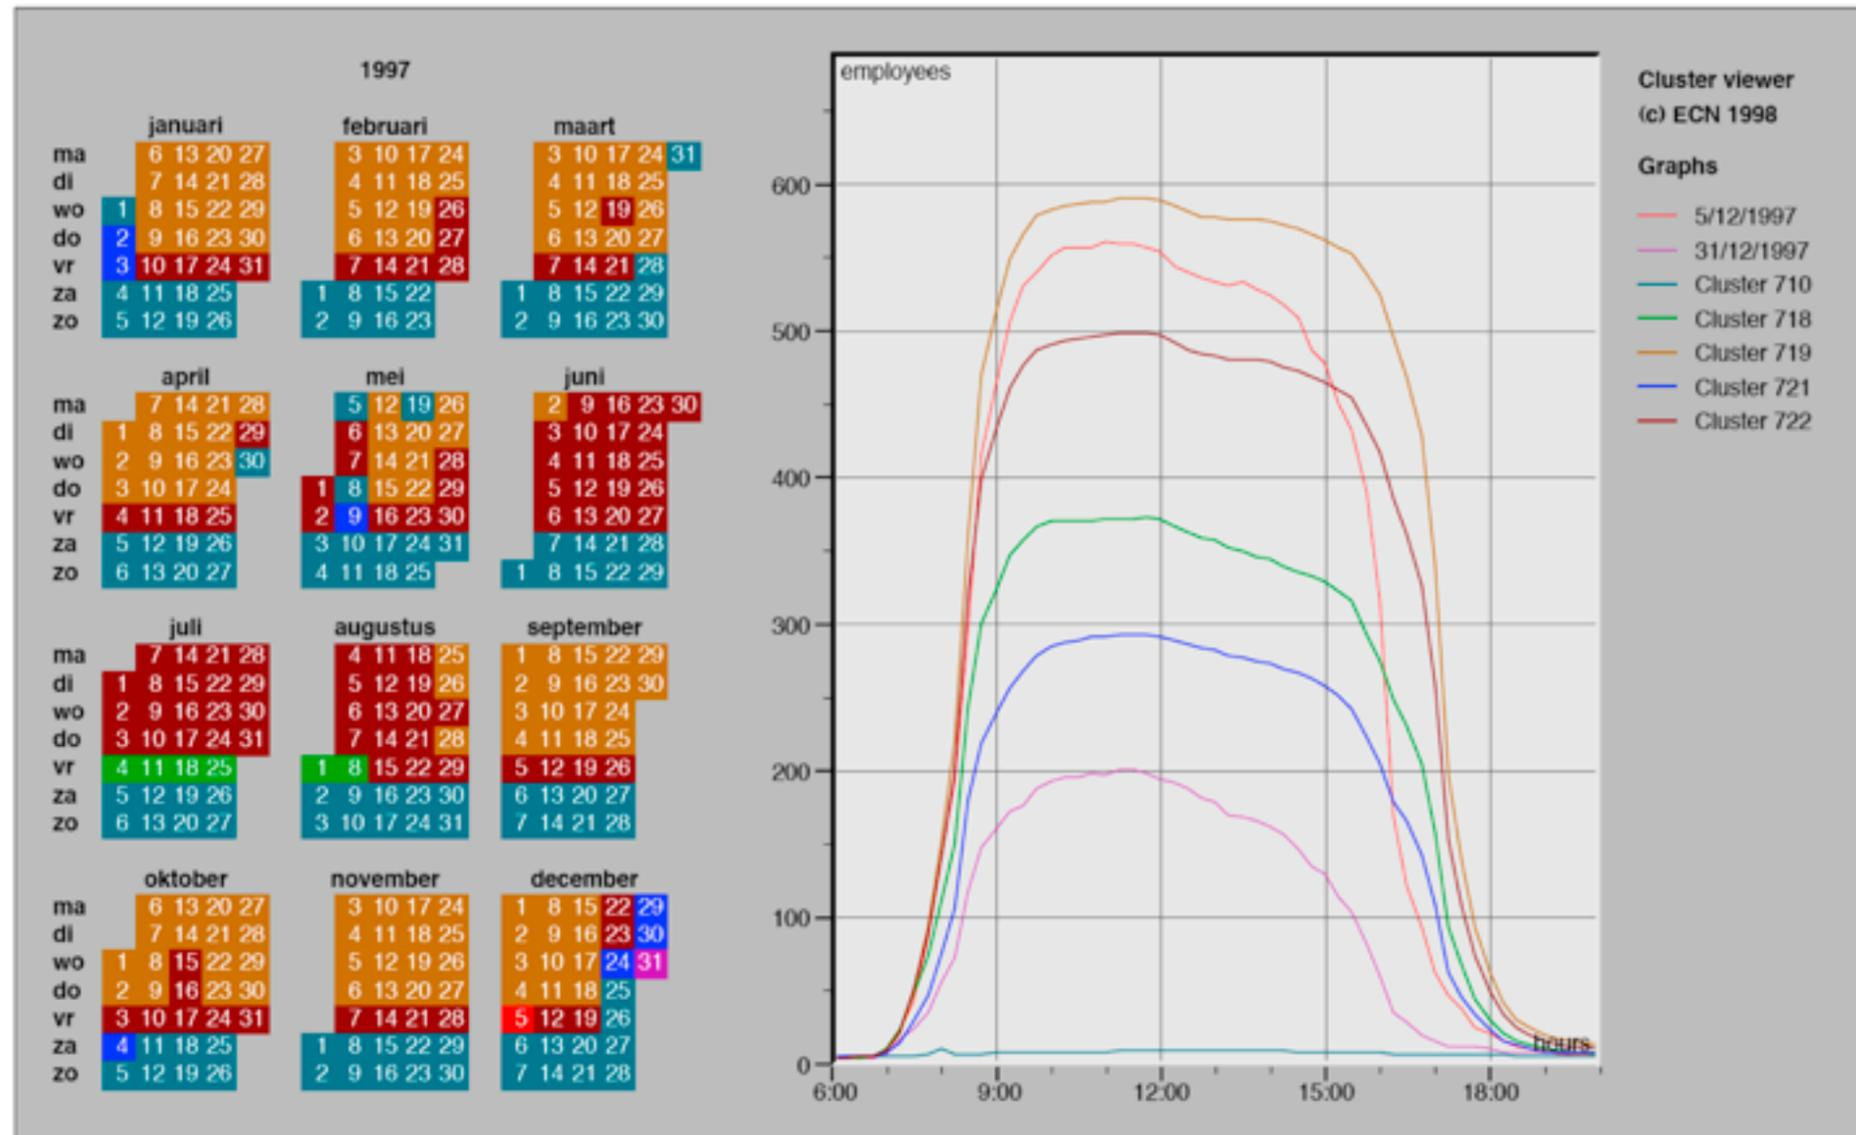 1997
januari februari maart
ma 6 13 20 27 3 10 17 24 3 10 17 24 31
di 7 14 21 28 4 11 18 25 4 11 18 25
wo 1 8 15 22 29 5 12 19 26 5 12 19 26
do 2 9 16 23 30 6 13 20 27 6 13 20 27
vr 3 10 17 24 31 7 14 21 28 7 14 21 28
za 4 11 18 25 1 8 15 22 1 8 15 22 29
zo 5 12 19 26 2 9 16 23 2 9 16 23 30
april mei juni
ma 7 14 21 28 5 12 19 26 2 9 16 23 30
di 1 8 15 22 29 6 13 20 27 3 10 17 24
wo 2 9 16 23 30 7 14 21 28 4 11 18 25
do 3 10 17 24 1 8 15 22 29 5 12 19 26
vr 4 11 18 25 2 9 16 23 30 6 13 20 27
za 5 12 19 26 3 10 17 24 31 7 14 21 28
zo 6 13 20 27 4 11 18 25 1 8 15 22 29
juli augustus september
ma 7 14 21 28 4 11 18 25 1 8 15 22 29
di 1 8 15 22 29 5 12 19 26 2 9 16 23 30
wo 2 9 16 23 30 6 13 20 27 3 10 17 24
do 3 10 17 24 31 7 14 21 28 4 11 18 25
vr 4 11 18 25 1 8 15 22 29 5 12 19 26
za 5 12 19 26 2 9 16 23 30 6 13 20 27
zo 6 13 20 27 3 10 17 24 31 7 14 21 28
oktober november december
ma 6 13 20 27 3 10 17 24 1 8 15 22 29
di 7 14 21 28 4 11 18 25 2 9 16 23 30
wo 1 8 15 22 29 5 12 19 26 3 10 17 24 31
do 2 9 16 23 30 6 13 20 27 4 11 18 25
vr 3 10 17 24 31 7 14 21 28 5 12 19 26
za 4 11 18 25 1 8 15 22 29 6 13 20 27
zo 5 12 19 26 2 9 16 23 30 7 14 21 28
employees
600
500
400
300
200
100
0
hours
6:00 9:00 12:00 15:00 18:00
Cluster viewer
(c) ECN 1998
Graphs
5/12/1997
31/12/1997
Cluster 710
Cluster 718
Cluster 719
Cluster 721
Cluster 722